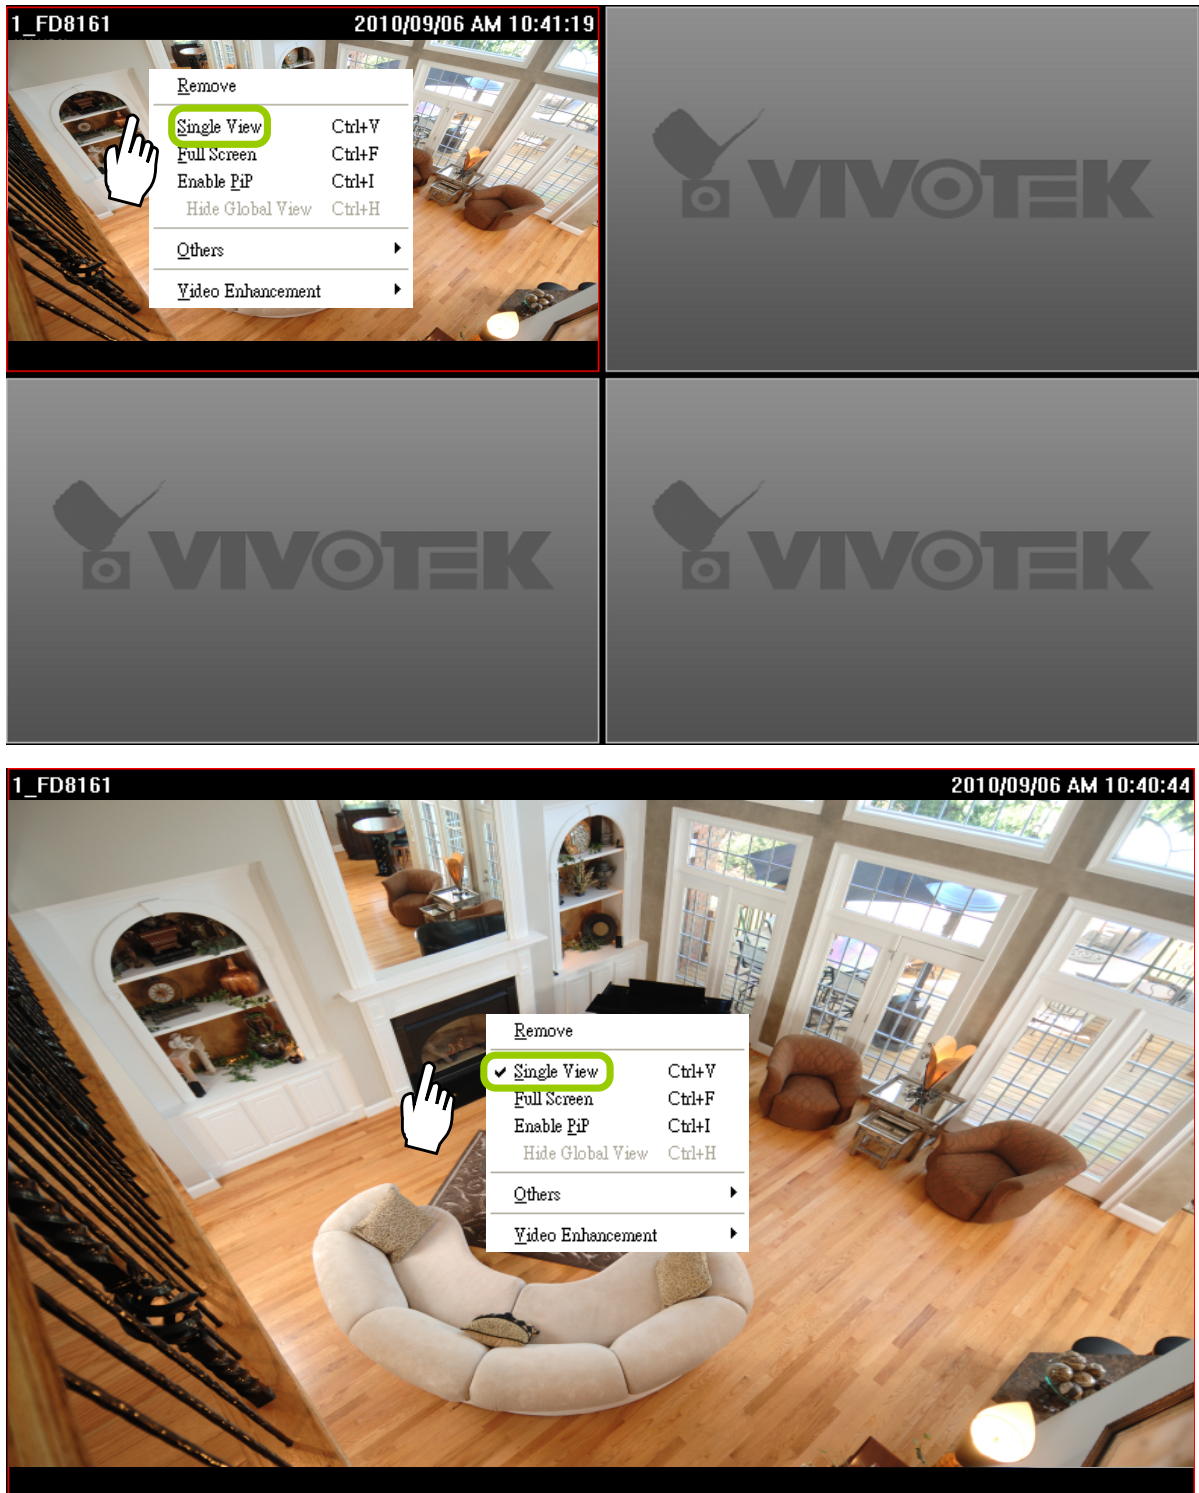 1_FD8161 2010/09/06 AM 10:41:19
Remove
Single View Ctrl+V
Full Screen Ctrl+F
Enable PiP Ctrl+I
Hide Global View Ctrl+H
Others
Video Enhancement
VIVOTEK
VIVOTEK
VIVOTEK
1_FD8161 2010/09/06 AM 10:40:44
Remove
Single View Ctrl+V
Full Screen Ctrl+F
Enable PiP Ctrl+I
Hide Global View Ctrl+H
Others
Video Enhancement